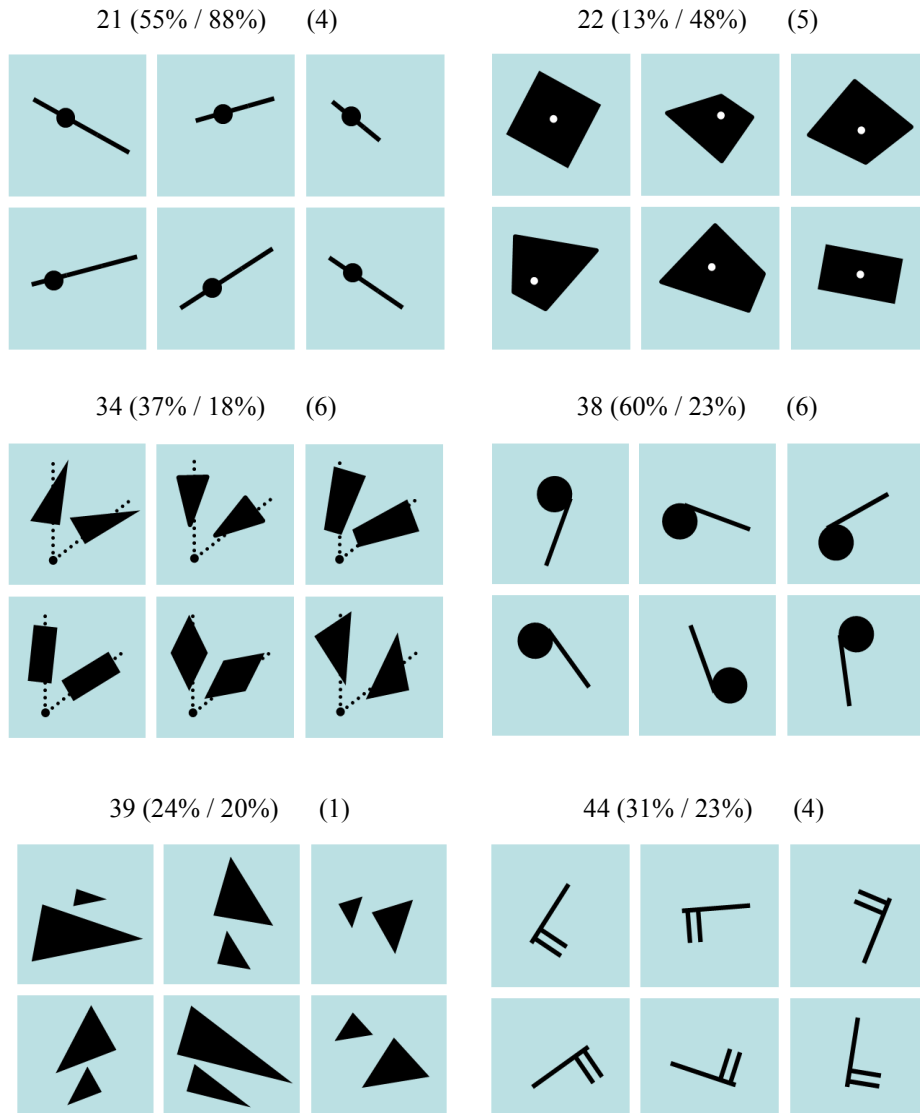 21 (55% / 88%) (4)
22 (13% / 48%) (5)
34 (37% / 18%) (6)
38 (60% / 23%) (6)
39 (24% / 20%) (1)
44 (31% / 23%) (4)